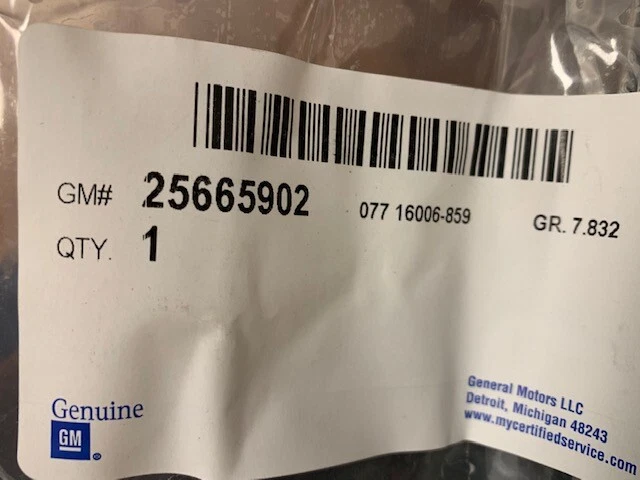 GM# 25665902 077 16006-859 GR. 7.832
QTY. 1
Genuine
GM
®
General Motors LLC
Detroit, Michigan 48243
www.mycertifiedservice.com